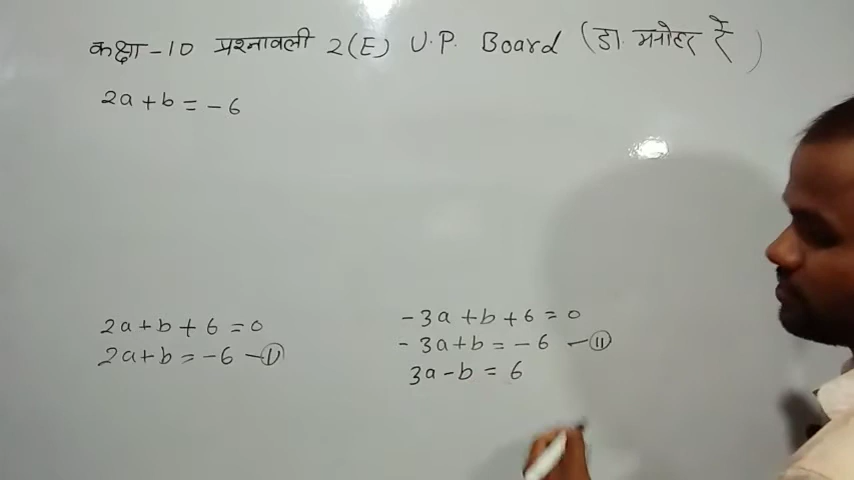 कक्षा -10 प्रश्नावली 2(E) U.P. Board (डा. मनोहर रे)
2a + b = - 6
2a + b + 6 = 0
2a + b = - 6 - (I)
- 3a + b + 6 = 0
- 3a + b = - 6 - (II)
3a - b = 6